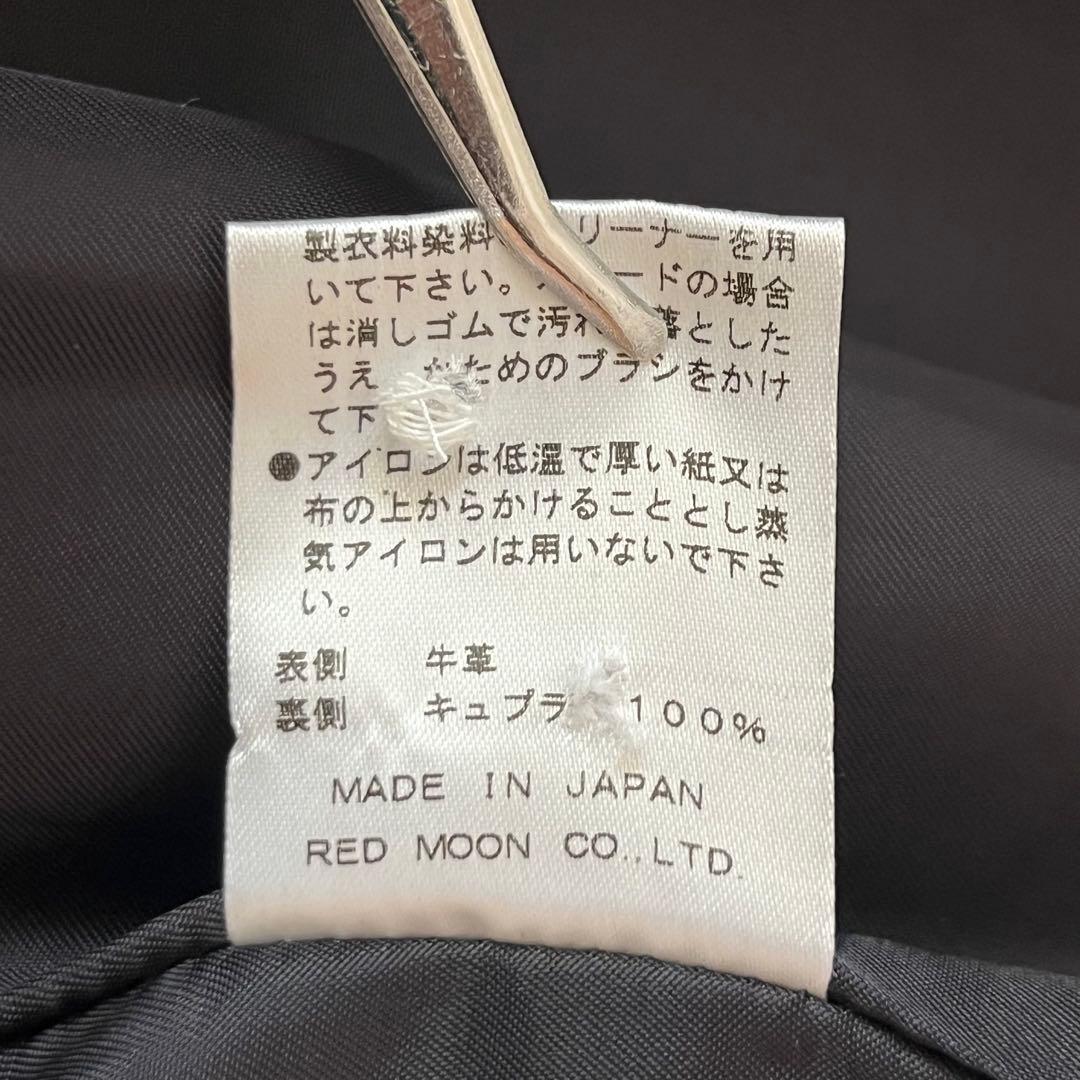 製衣料染料 リーナーを用
いて下さい。 ードの場合
は消しゴムで汚れ 落とした
うえ かためのブラシをかけ
て下
●アイロンは低温で厚い紙又は
布の上からかけることとし蒸
気アイロンは用いないで下さ
い。
表側 牛革
裏側 キュプラ 100%
MADE IN JAPAN
RED MOON CO.,LTD.